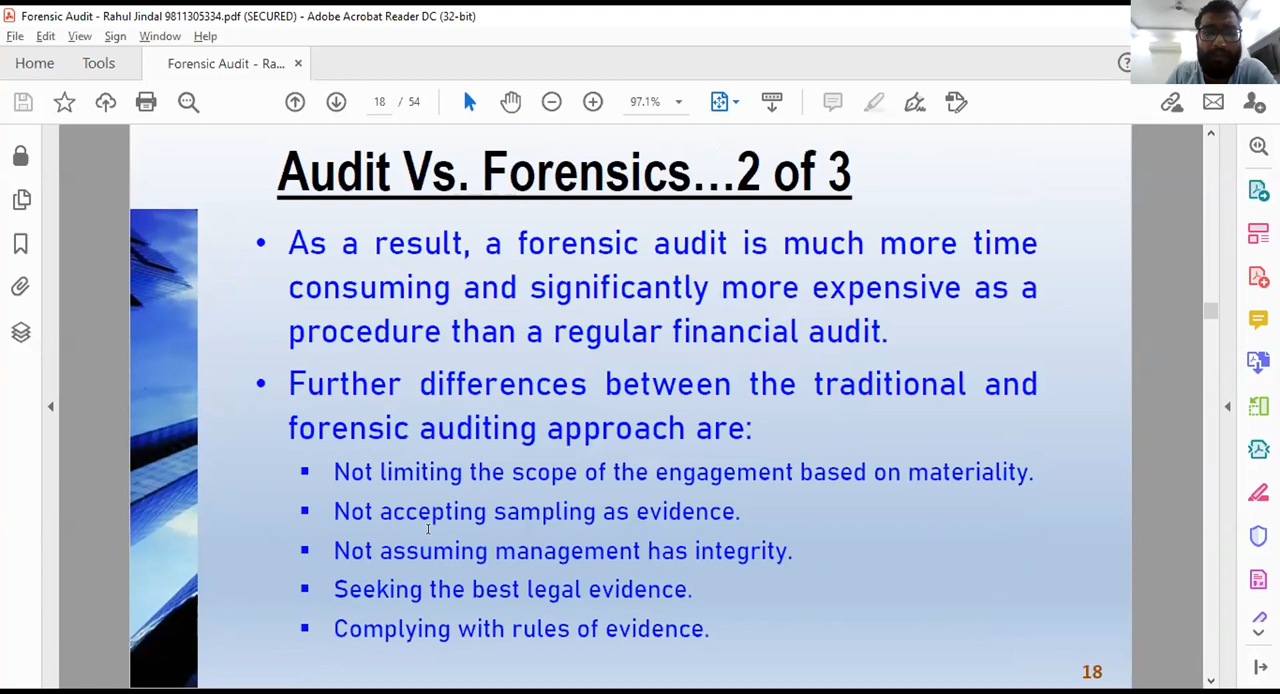 Forensic Audit - Rahul Jindal 9811305334.pdf (SECURED) - Adobe Acrobat Reader DC (32-bit)
File Edit View Sign Window Help
Home Tools Forensic Audit - Ra... ×
18 / 54 97.1%
Audit Vs. Forensics...2 of 3
• As a result, a forensic audit is much more time
consuming and significantly more expensive as a
procedure than a regular financial audit.
• Further differences between the traditional and
forensic auditing approach are:
▪ Not limiting the scope of the engagement based on materiality.
▪ Not accepting sampling as evidence.
▪ Not assuming management has integrity.
▪ Seeking the best legal evidence.
▪ Complying with rules of evidence.
18